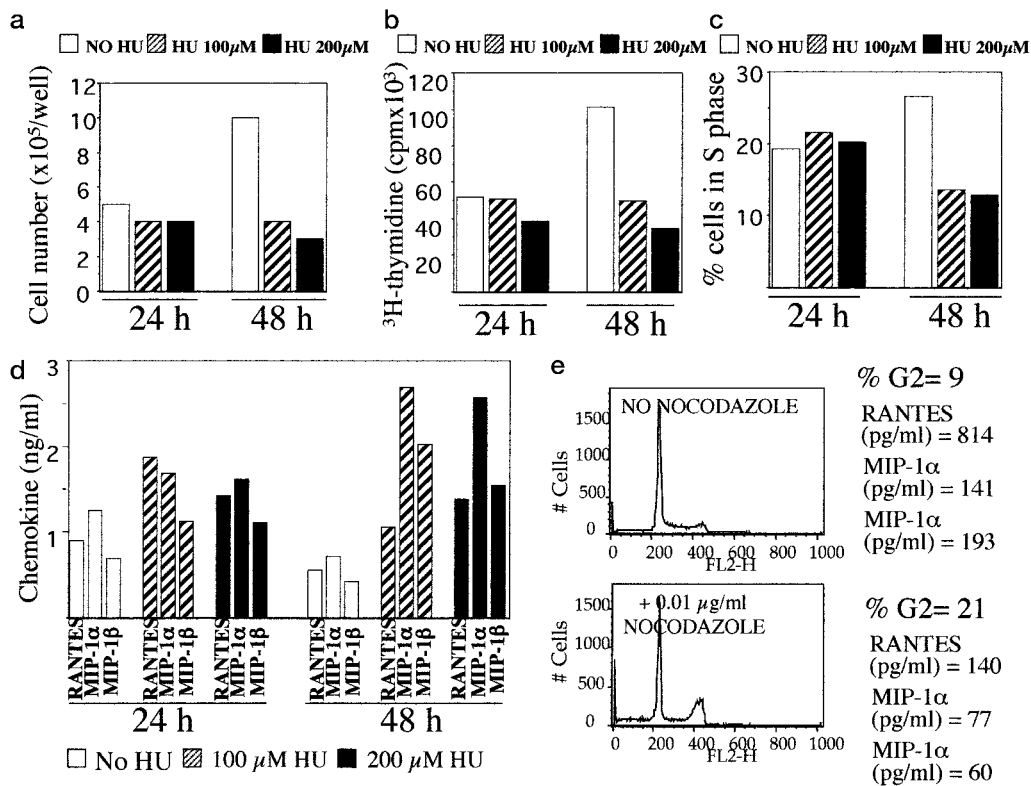 a
NO HU HU 100µM HU 200µM
Cell number (x10⁵/well)
12
10
8
6
4
2
0
24 h 48 h
b
NO HU HU 100µM HU 200µM
³H-thymidine (cpmx10³)
120
100
80
60
40
20
24 h 48 h
c
NO HU HU 100µM HU 200µM
% cells in S phase
30
20
10
24 h 48 h
d
Chemokine (ng/ml)
3
2
1
RANTES MIP-1α MIP-1β RANTES MIP-1α MIP-1β RANTES MIP-1α MIP-1β RANTES MIP-1α MIP-1β RANTES MIP-1α MIP-1β RANTES MIP-1α MIP-1β
24 h 48 h
No HU 100 µM HU 200 µM HU
e
NO NOCODAZOLE
# Cells
1500
1000
500
0
0 200 400 600 800 1000
FL2-H
% G2= 9
RANTES
(pg/ml) = 814
MIP-1α
(pg/ml) = 141
MIP-1α
(pg/ml) = 193
+ 0.01 µg/ml
NOCODAZOLE
# Cells
1500
1000
500
0
0 200 400 600 800 1000
FL2-H
% G2= 21
RANTES
(pg/ml) = 140
MIP-1α
(pg/ml) = 77
MIP-1α
(pg/ml) = 60